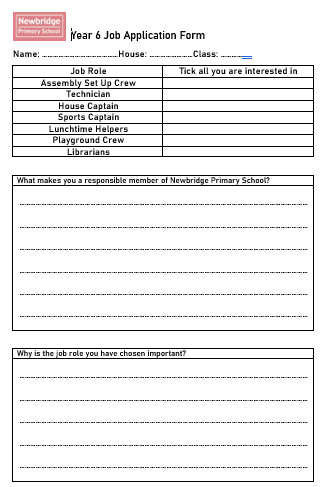 Newbridge
Primary School
Year 6 Job Application Form
Name: ........................... House: ................ Class: ...........
Job Role Tick all you are interested in
Assembly Set Up Crew
Technician
House Captain
Sports Captain
Lunchtime Helpers
Playground Crew
Librarians
What makes you a responsible member of Newbridge Primary School?
Why is the job role you have chosen important?